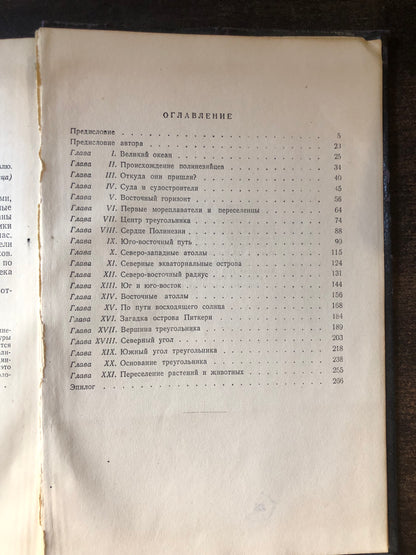 ОГЛАВЛЕНИЕ
Предисловие . . . . . . . . . . 5
Предисловие автора . . . . . . . . . . 23
Глава I. Великий океан . . . . . . . . . . 25
Глава II. Происхождение полинезийцев . . . . . . . . . . 34
Глава III. Откуда они пришли? . . . . . . . . . . 40
Глава IV. Суда и судостроители . . . . . . . . . . 45
Глава V. Восточный горизонт . . . . . . . . . . 56
Глава VI. Первые мореплаватели и переселенцы . . . . . . . . . . 64
Глава VII. Центр треугольника . . . . . . . . . . 74
Глава VIII. Сердце Полинезии . . . . . . . . . . 88
Глава IX. Юго-восточный путь . . . . . . . . . . 99
Глава X. Северо-западные атоллы . . . . . . . . . . 115
Глава XI. Северные экваториальные острова . . . . . . . . . . 124
Глава XII. Северо-восточный радиус . . . . . . . . . . 131
Глава XIII. Юг и юго-восток . . . . . . . . . . 144
Глава XIV. Восточные атоллы . . . . . . . . . . 156
Глава XV. По пути восходящего солнца . . . . . . . . . . 168
Глава XVI. Загадка острова Питкерн . . . . . . . . . . 184
Глава XVII. Вершина треугольника . . . . . . . . . . 189
Глава XVIII. Северный угол . . . . . . . . . . 203
Глава XIX. Южный угол треугольника . . . . . . . . . . 218
Глава XX. Основание треугольника . . . . . . . . . . 238
Глава XXI. Переселение растений и животных . . . . . . . . . . 255
Эпилог . . . . . . . . . . 266